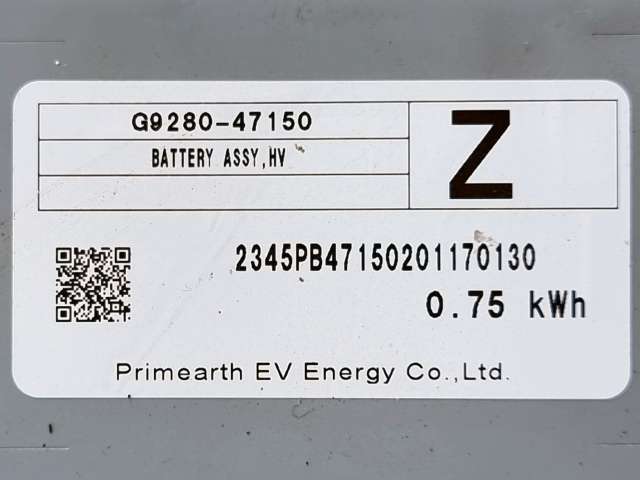 G9280-47150
BATTERY ASSY,HV
Z
2345PB47150201170130
0.75 kWh
Primearth EV Energy Co.,Ltd.